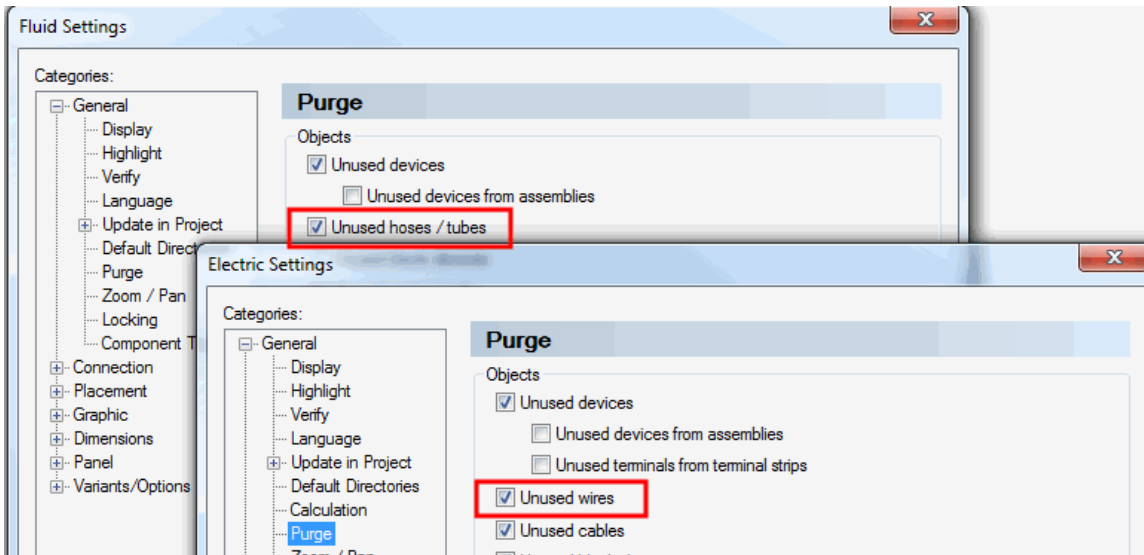 Fluid Settings
Categories:
General
Display
Highlight
Verify
Language
Update in Project
Default Direct
Purge
Zoom / Pan
Locking
Component T
Connection
Placement
Graphic
Dimensions
Panel
Variants/Options
Purge
Objects
Unused devices
Unused devices from assemblies
Unused hoses / tubes
Electric Settings
Categories:
General
Display
Highlight
Verify
Language
Update in Project
Default Directories
Calculation
Purge
Zoom / Pan
Purge
Objects
Unused devices
Unused devices from assemblies
Unused terminals from terminal strips
Unused wires
Unused cables